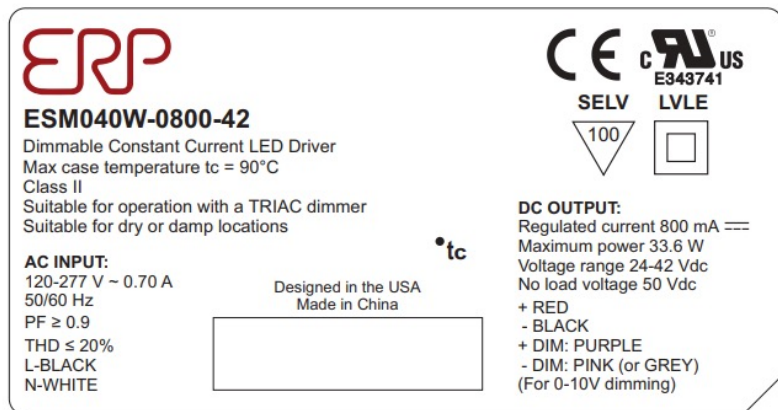 ERP
ESM040W-0800-42
Dimmable Constant Current LED Driver
Max case temperature tc = 90°C
Class II
Suitable for operation with a TRIAC dimmer
Suitable for dry or damp locations
AC INPUT:
120-277 V ~ 0.70 A
50/60 Hz
PF ≥ 0.9
THD ≤ 20%
L-BLACK
N-WHITE
•tc
Designed in the USA
Made in China
CE c RU® US
E343741
SELV LVLE
100
DC OUTPUT:
Regulated current 800 mA ⎓
Maximum power 33.6 W
Voltage range 24-42 Vdc
No load voltage 50 Vdc
+ RED
- BLACK
+ DIM: PURPLE
- DIM: PINK (or GREY)
(For 0-10V dimming)